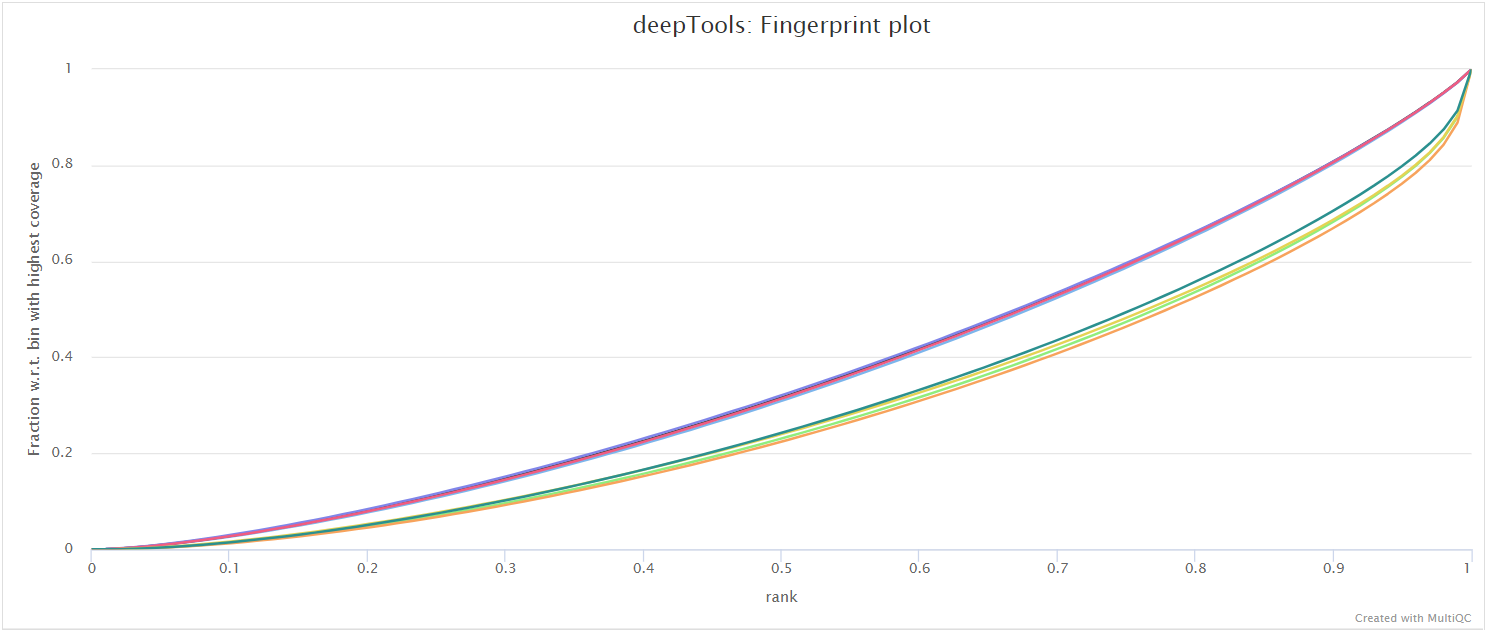 deepTools: Fingerprint plot
Fraction w.r.t. bin with highest coverage
1
0.8
0.6
0.4
0.2
0
0 0.1 0.2 0.3 0.4 0.5 0.6 0.7 0.8 0.9 1
rank
Created with MultiQC